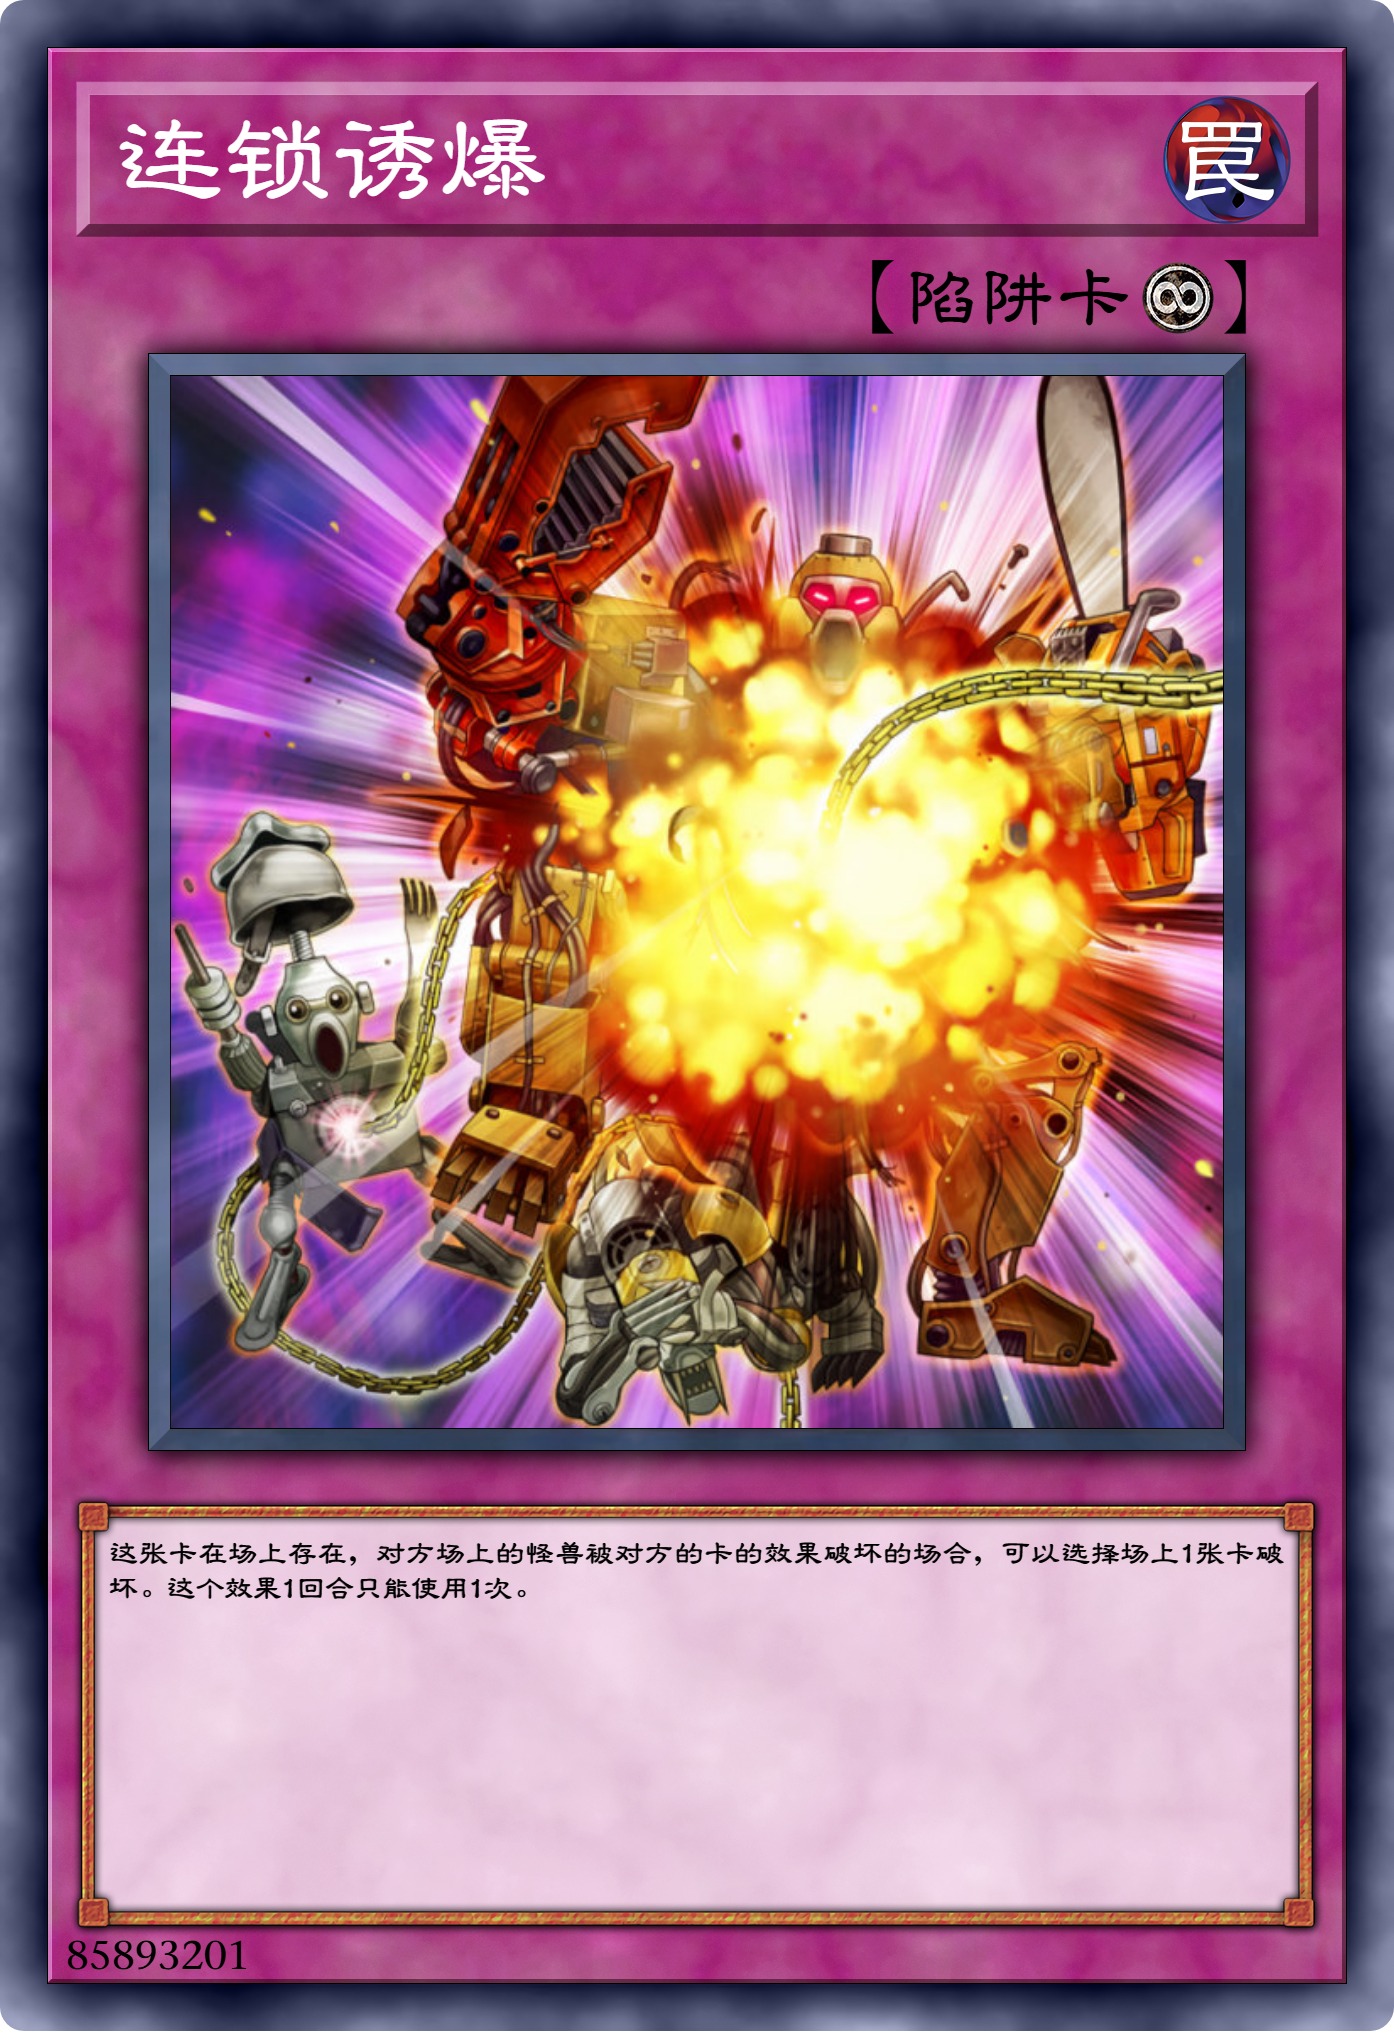 连锁诱爆
罠
【陷阱卡】
这张卡在场上存在，对方场上的怪兽被对方的卡的效果破坏的场合，可以选择场上1张卡破
坏。这个效果1回合只能使用1次。
85893201